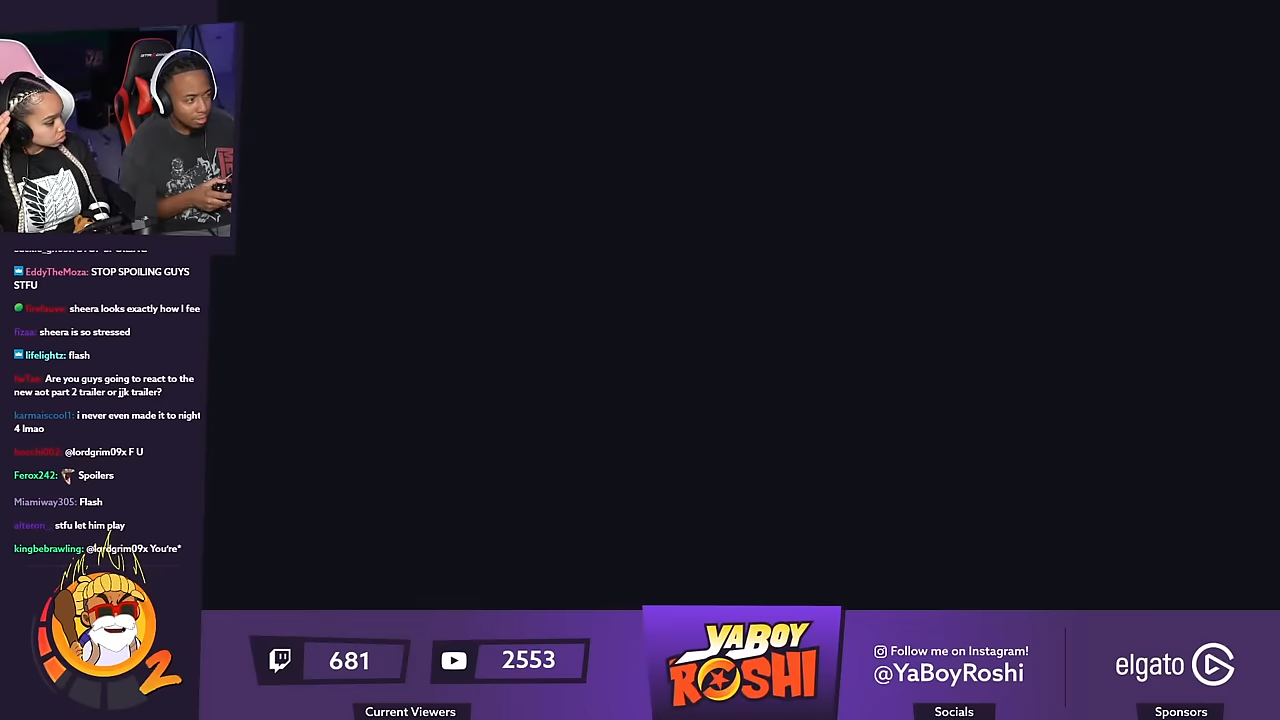 EddyTheMoza: STOP SPOILING GUYS
STFU
firefauve: sheera looks exactly how I fee
fizaa: sheera is so stressed
lifelightz: flash
Are you guys going to react to the
new aot part 2 trailer or jjk trailer?
karmaiscool1: i never even made it to night
4 lmao
@lordgrim09x F U
Ferox242: Spoilers
Miamiway305: Flash
stfu let him play
kingbebrawling: @lordgrim09x You're*
2
681
2553
Current Viewers
YABOY
ROSHI
Follow me on Instagram!
@YaBoyRoshi
Socials
elgato
Sponsors